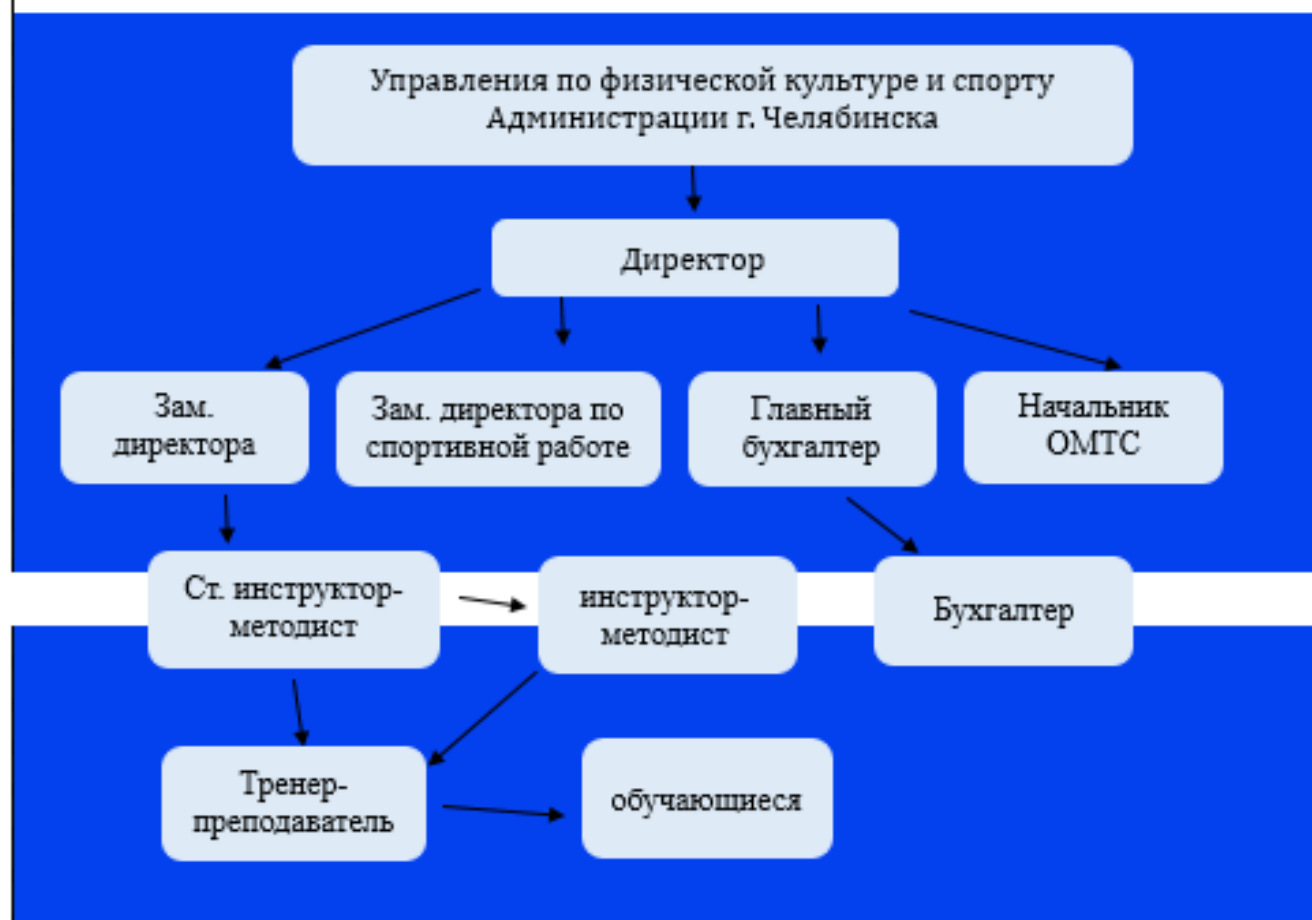 Управления по физической культуре и спорту
Администрации г. Челябинска
Директор
Зам.
директора
Зам. директора по
спортивной работе
Главный
бухгалтер
Начальник
ОМТС
Ст. инструктор-
методист
инструктор-
методист
Бухгалтер
Тренер-
преподаватель
обучающиеся